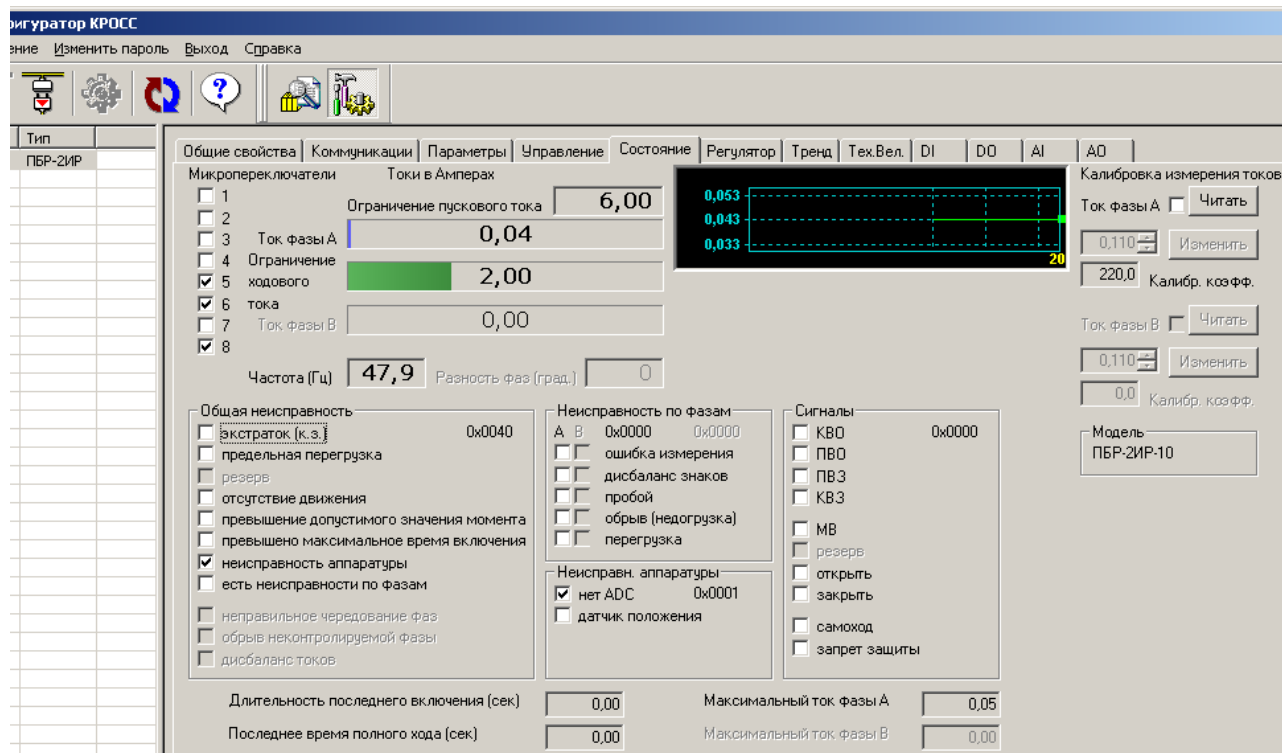 ригуратор КРОСС
ение Изменить пароль Выход Справка
Тип
ПБР-2ИР
Общие свойства Коммуникации Параметры Управление Состояние Регулятор Тренд Тех.Вел. DI DO AI AO
Микропереключатели
1
2
3
4
5
6
7
8
Токи в Амперах
Ограничение пускового тока 6,00
Ток фазы А 0,04
Ограничение
ходового 2,00
тока
Ток фазы В 0,00
Частота (Гц) 47,9 Разность фаз (град.) 0
0,053
0,043
0,033
20
Калибровка измерения токов
Ток фазы А Читать
0,110 Изменить
220,0 Калибр. коэфф.
Ток фазы В Читать
0,110 Изменить
0,0 Калибр. коэфф.
Модель
ПБР-2ИР-10
Общая неисправность
экстраток (к.з.) 0x0040
предельная перегрузка
резерв
отсутствие движения
превышение допустимого значения момента
превышено максимальное время включения
неисправность аппаратуры
есть неисправности по фазам
неправильное чередование фаз
обрыв неконтролируемой фазы
дисбаланс токов
Неисправность по фазам
А В 0x0000 0x0000
ошибка измерения
дисбаланс знаков
пробой
обрыв (недогрузка)
перегрузка
Неисправн. аппаратуры
нет ADC 0x0001
датчик положения
Сигналы
КВО 0x0000
ПВО
ПВЗ
КВЗ
МВ
резерв
открыть
закрыть
самоход
запрет защиты
Длительность последнего включения (сек) 0,00 Максимальный ток фазы А 0,05
Последнее время полного хода (сек) 0,00 Максимальный ток фазы В 0,00